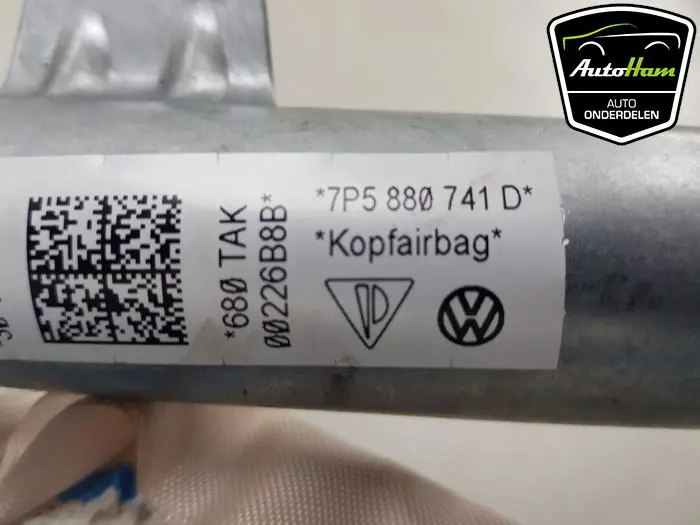 AutoHam
AUTO
ONDERDELEN
*680 TAK
00226B8B*
*7P5 880 741 D*
*Kopfairbag*